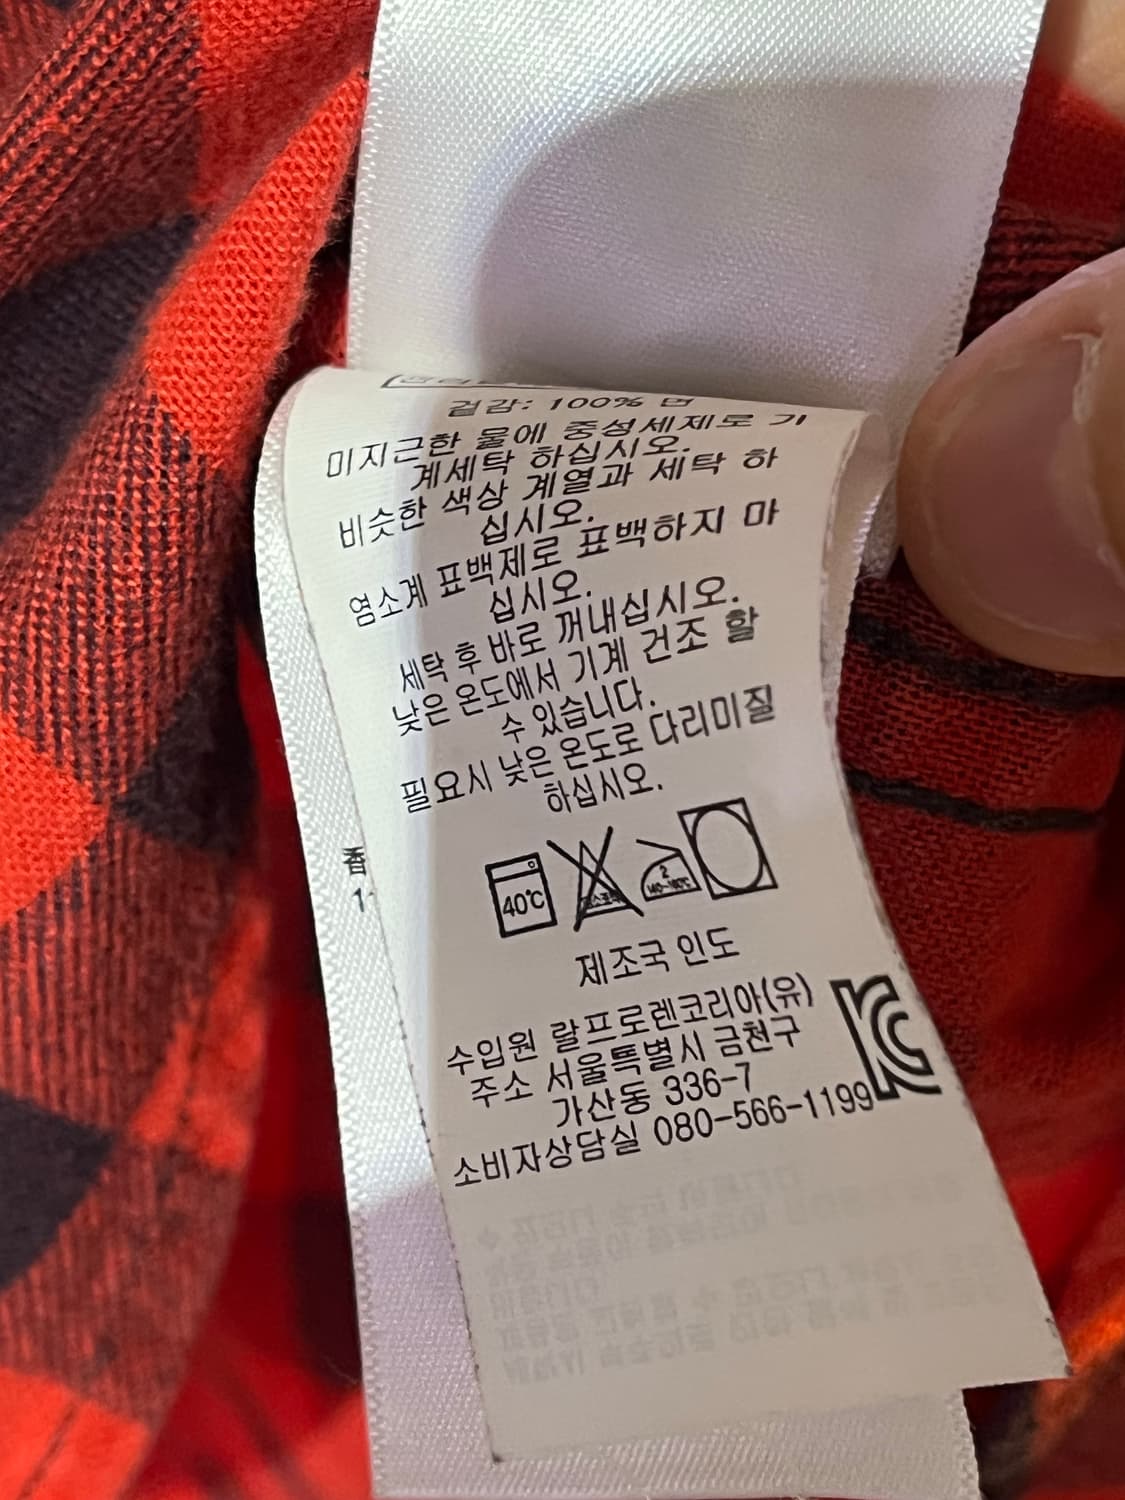 겉감: 100% 면
미지근한 물에 중성세제로 기
계세탁 하십시오.
비슷한 색상 계열과 세탁 하
십시오.
염소계 표백제로 표백하지 마
십시오.
세탁 후 바로 꺼내십시오.
낮은 온도에서 기계 건조 할
수 있습니다.
필요시 낮은 온도로 다리미질
하십시오.
香
40℃
2
제조국 인도
수입원 랄프로렌코리아(유)
주소 서울특별시 금천구
가산동 336-7
소비자상담실 080-566-1199